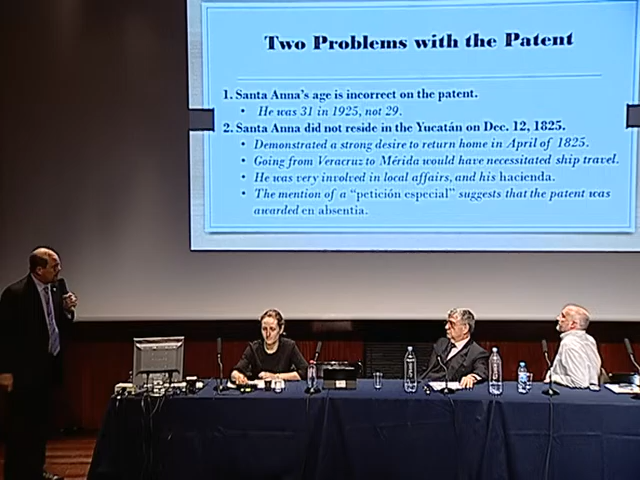 Two Problems with the Patent
1. Santa Anna's age is incorrect on the patent.
• He was 31 in 1925, not 29.
2. Santa Anna did not reside in the Yucatán on Dec. 12, 1825.
• Demonstrated a strong desire to return home in April of 1825.
• Going from Veracruz to Mérida would have necessitated ship travel.
• He was very involved in local affairs, and his hacienda.
• The mention of a "petición especial" suggests that the patent was
awarded en absentia.